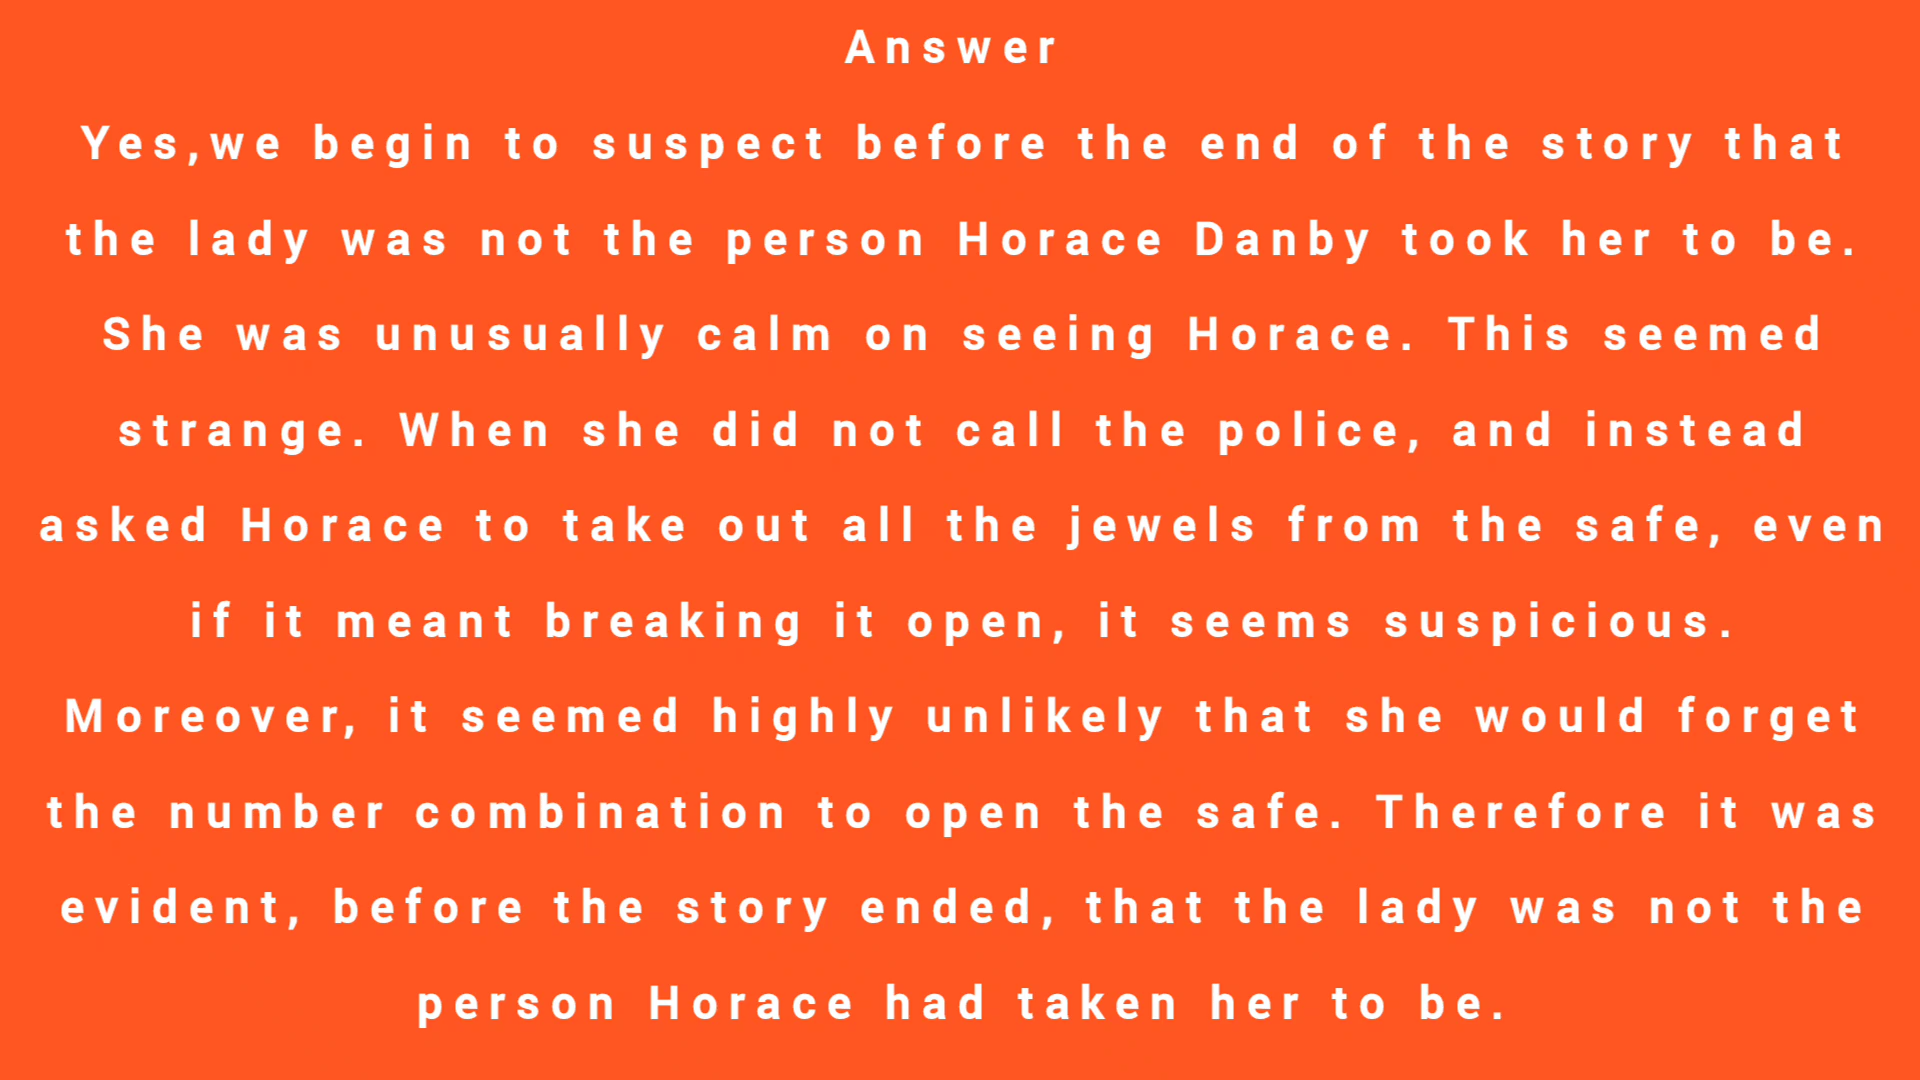 Answer
Yes,we begin to suspect before the end of the story that
the lady was not the person Horace Danby took her to be.
She was unusually calm on seeing Horace. This seemed
strange. When she did not call the police, and instead
asked Horace to take out all the jewels from the safe, even
if it meant breaking it open, it seems suspicious.
Moreover, it seemed highly unlikely that she would forget
the number combination to open the safe. Therefore it was
evident, before the story ended, that the lady was not the
person Horace had taken her to be.